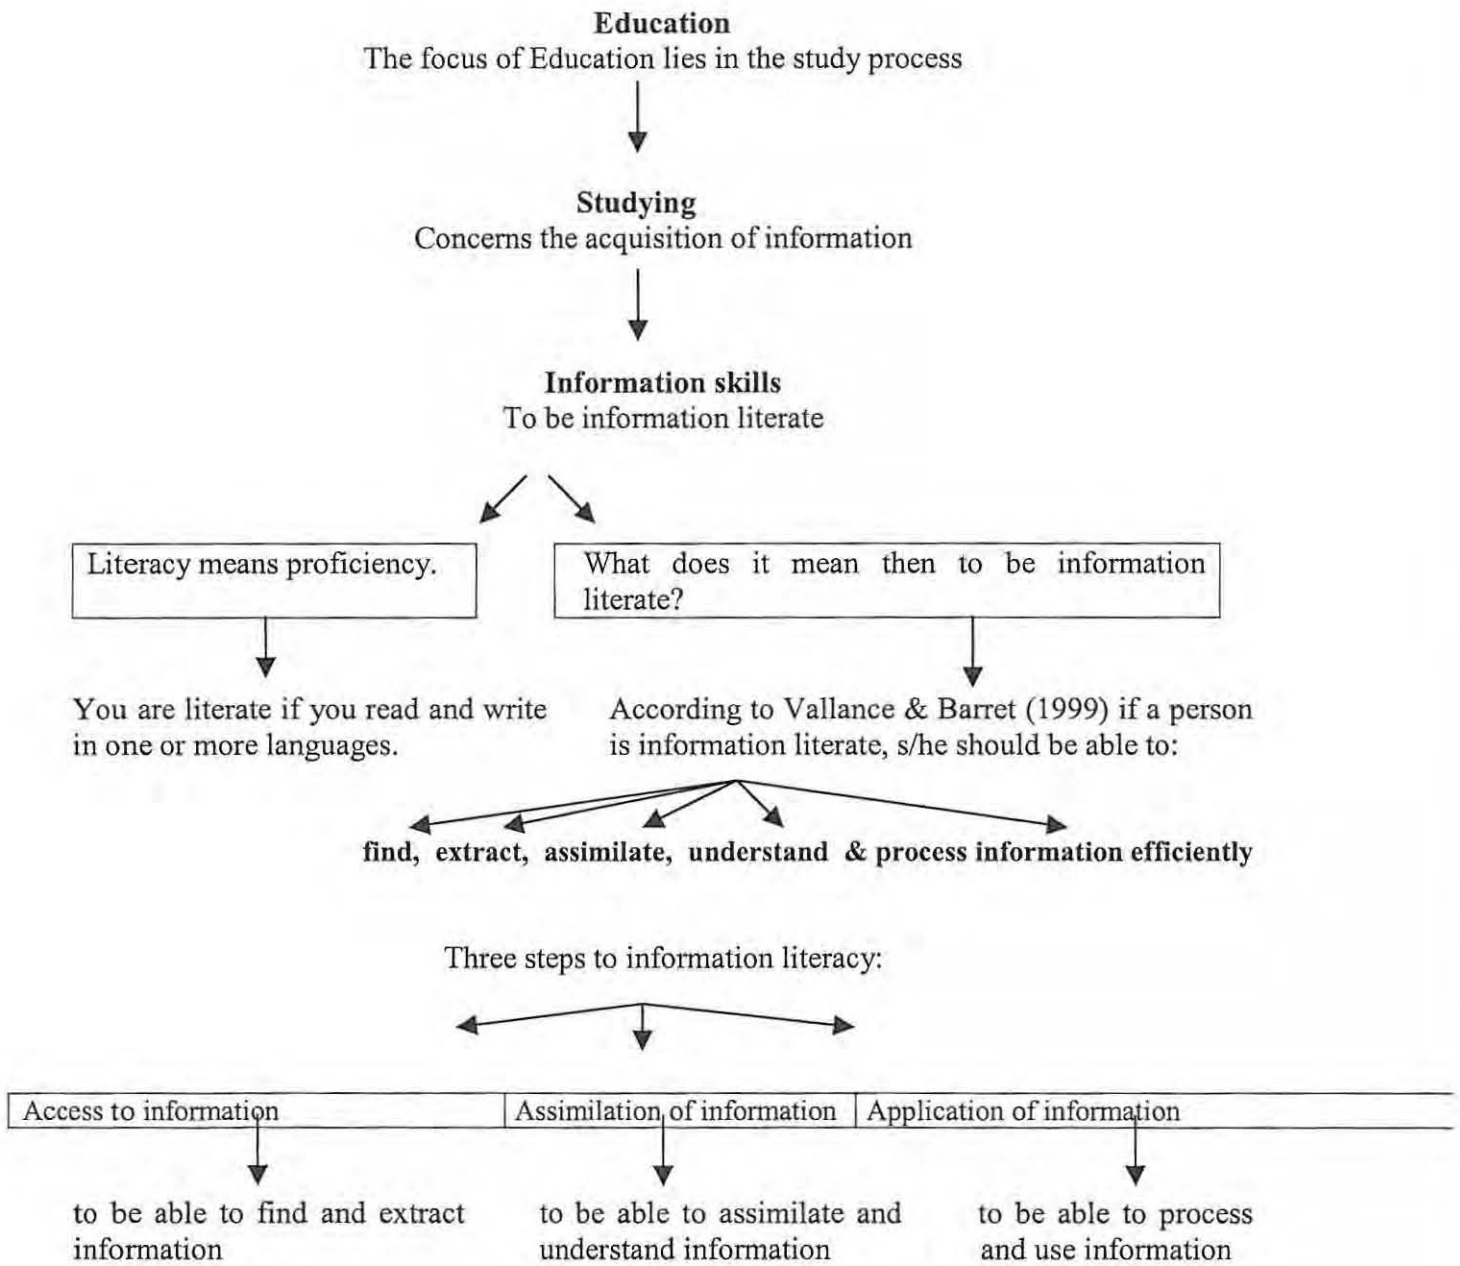 Education
The focus of Education lies in the study process
Studying
Concerns the acquisition of information
Information skills
To be information literate
Literacy means proficiency.
What does it mean then to be information
literate?
You are literate if you read and write
in one or more languages.
According to Vallance & Barret (1999) if a person
is information literate, s/he should be able to:
find, extract, assimilate, understand & process information efficiently
Three steps to information literacy:
Access to information
Assimilation of information
Application of information
to be able to find and extract
information
to be able to assimilate and
understand information
to be able to process
and use information